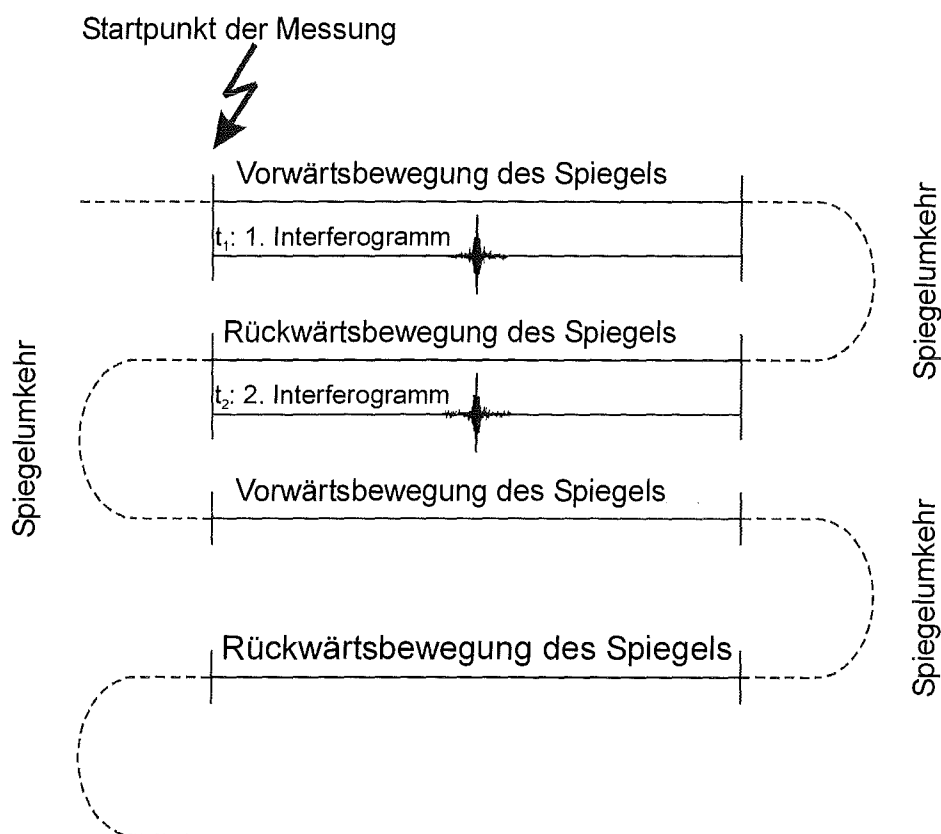 Startpunkt der Messung
Vorwärtsbewegung des Spiegels
t₁: 1. Interferogramm
Spiegelumkehr
Rückwärtsbewegung des Spiegels
t₂: 2. Interferogramm
Spiegelumkehr
Vorwärtsbewegung des Spiegels
Spiegelumkehr
Rückwärtsbewegung des Spiegels